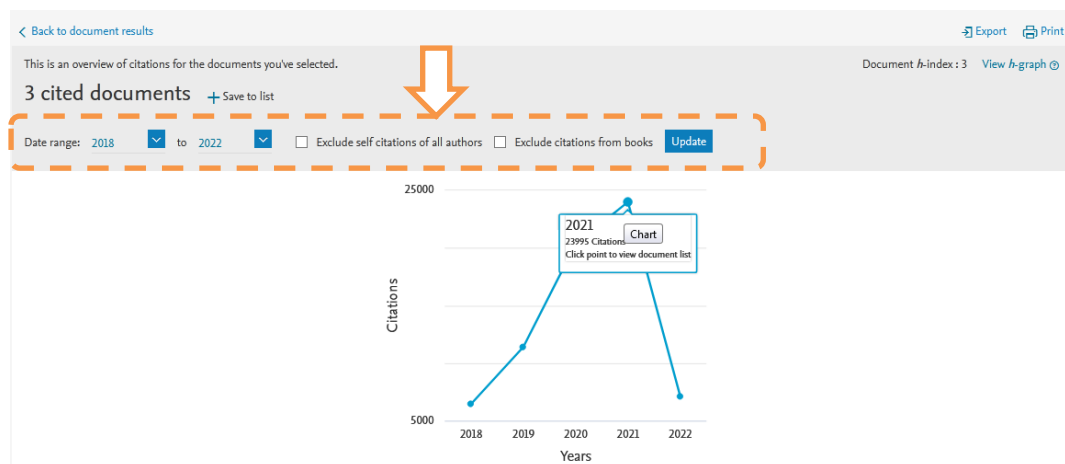 Back to document results
Export Print
This is an overview of citations for the documents you've selected.
Document h-index : 3 View h-graph
3 cited documents + Save to list
Date range: 2018 to 2022 Exclude self citations of all authors Exclude citations from books Update
25000
2021
Chart
23995 Citations
Click point to view document list
Citations
5000
2018 2019 2020 2021 2022
Years